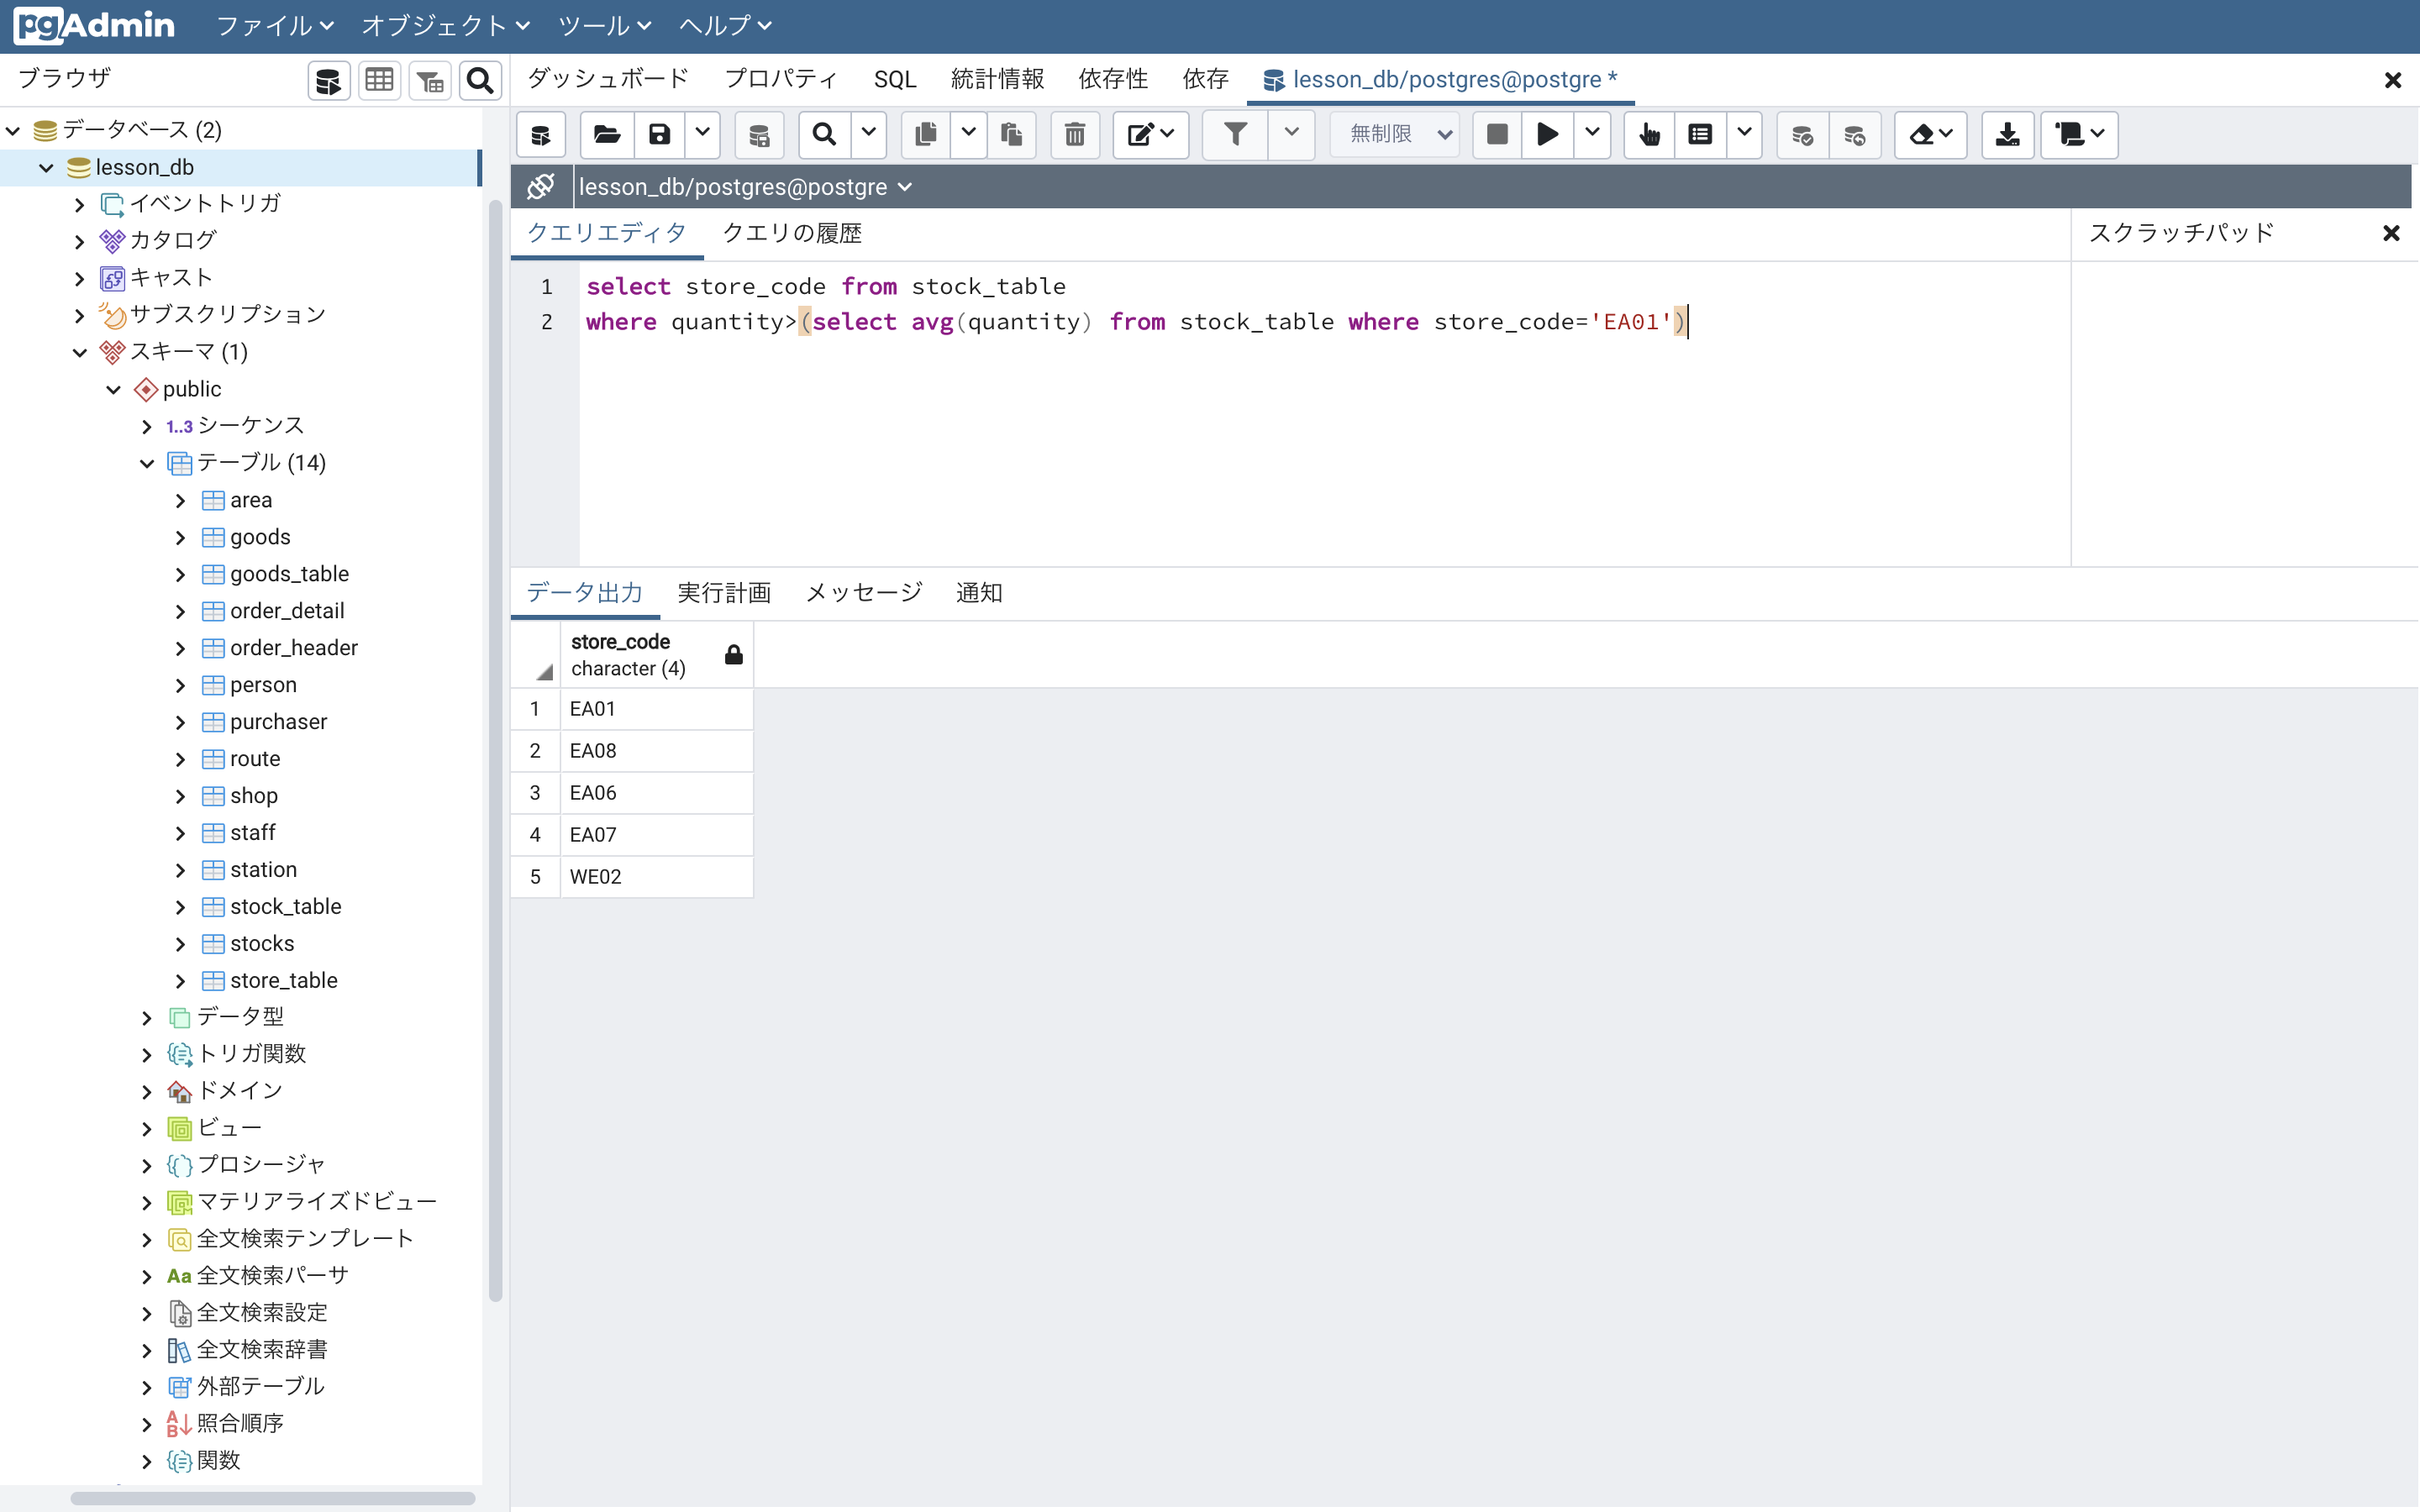 pgAdmin ファイル オブジェクト ツール ヘルプ
ブラウザ
ダッシュボード プロパティ SQL 統計情報 依存性 依存 lesson_db/postgres@postgre *
無制限
lesson_db/postgres@postgre
クエリエディタ クエリの履歴
スクラッチパッド
1 select store_code from stock_table
2 where quantity>(select avg(quantity) from stock_table where store_code='EA01')
データ出力 実行計画 メッセージ 通知
store_code
character (4)
1 EA01
2 EA08
3 EA06
4 EA07
5 WE02
データベース (2)
lesson_db
イベントトリガ
カタログ
キャスト
サブスクリプション
スキーマ (1)
public
1..3 シーケンス
テーブル (14)
area
goods
goods_table
order_detail
order_header
person
purchaser
route
shop
staff
station
stock_table
stocks
store_table
データ型
トリガ関数
ドメイン
ビュー
プロシージャ
マテリアライズドビュー
全文検索テンプレート
Aa 全文検索パーサ
全文検索設定
全文検索辞書
外部テーブル
照合順序
関数